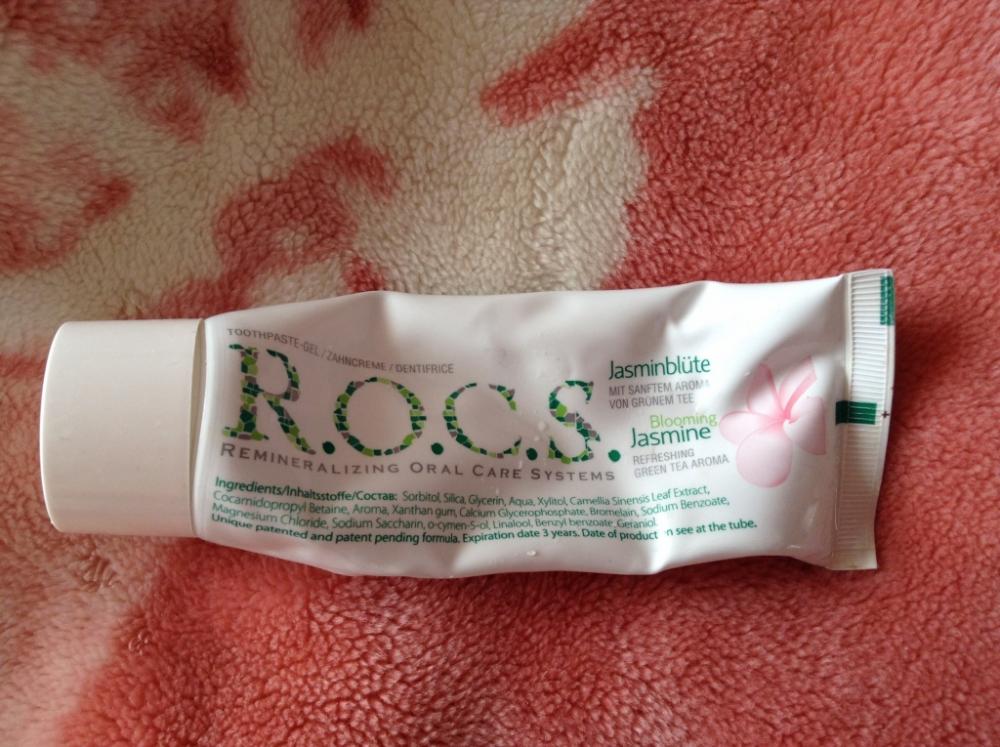 TOOTHPASTE-GEL / ZAHNCREME / DENTIFRICE
R.O.C.S.
REMINERALIZING ORAL CARE SYSTEMS
Jasminblüte
MIT SANFTEM AROMA
VON GRÜNEM TEE
Blooming
Jasmine
REFRESHING
GREEN TEA AROMA
Ingredients/Inhaltsstoffe/Состав: Sorbitol, Silica, Glycerin, Aqua, Xylitol, Camellia Sinensis Leaf Extract,
Cocamidopropyl Betaine, Aroma, Xanthan gum, Calcium Glycerophosphate, Bromelain, Sodium Benzoate,
Magnesium Chloride, Sodium Saccharin, o-cymen-5-ol, Linalool, Benzyl benzoate, Geraniol.
Unique patented and patent pending formula. Expiration date 3 years. Date of product n see at the tube.